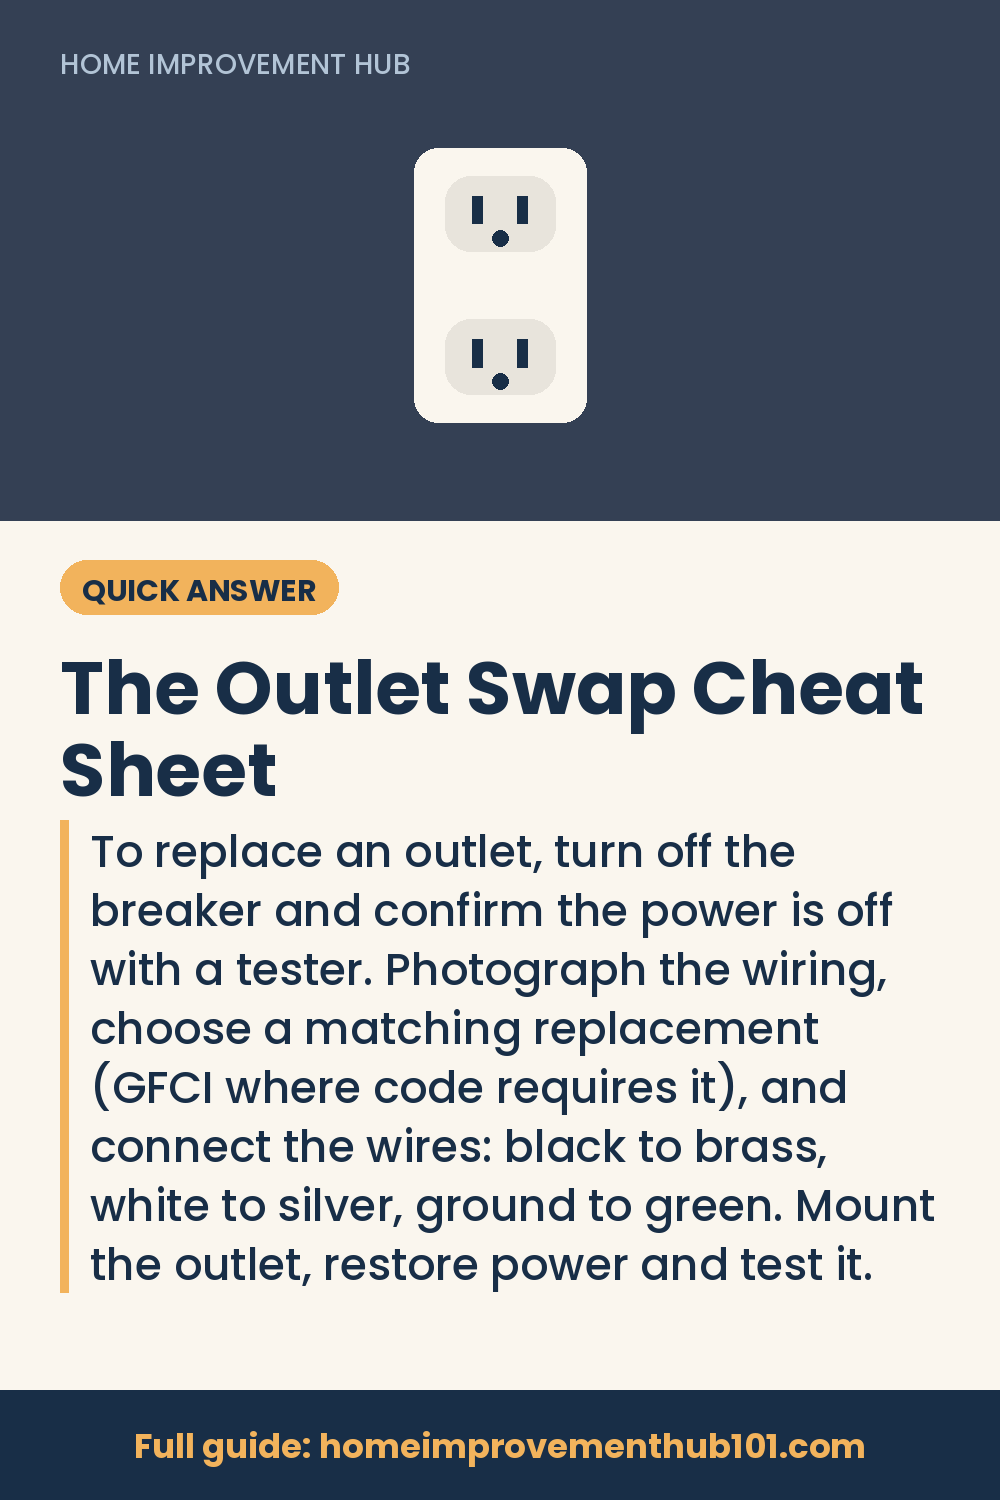 HOME IMPROVEMENT HUB
QUICK ANSWER
The Outlet Swap Cheat
Sheet
To replace an outlet, turn off the
breaker and confirm the power is off
with a tester. Photograph the wiring,
choose a matching replacement
(GFCI where code requires it), and
connect the wires: black to brass,
white to silver, ground to green. Mount
the outlet, restore power and test it.
Full guide: homeimprovementhub101.com